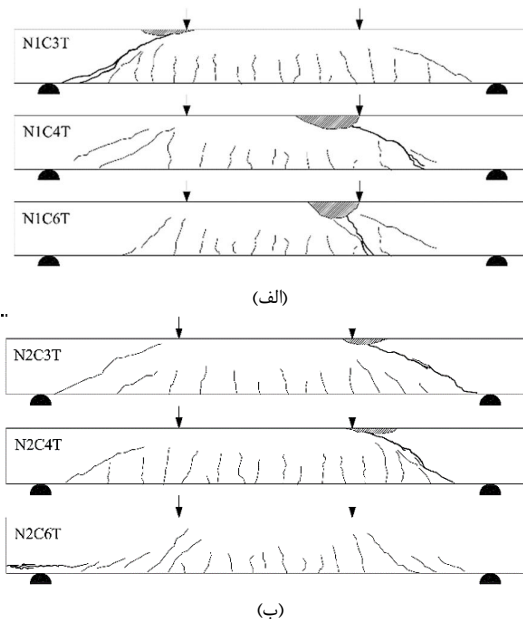 N1C3T
N1C4T
N1C6T
(الف)
N2C3T
N2C4T
N2C6T
(ب)